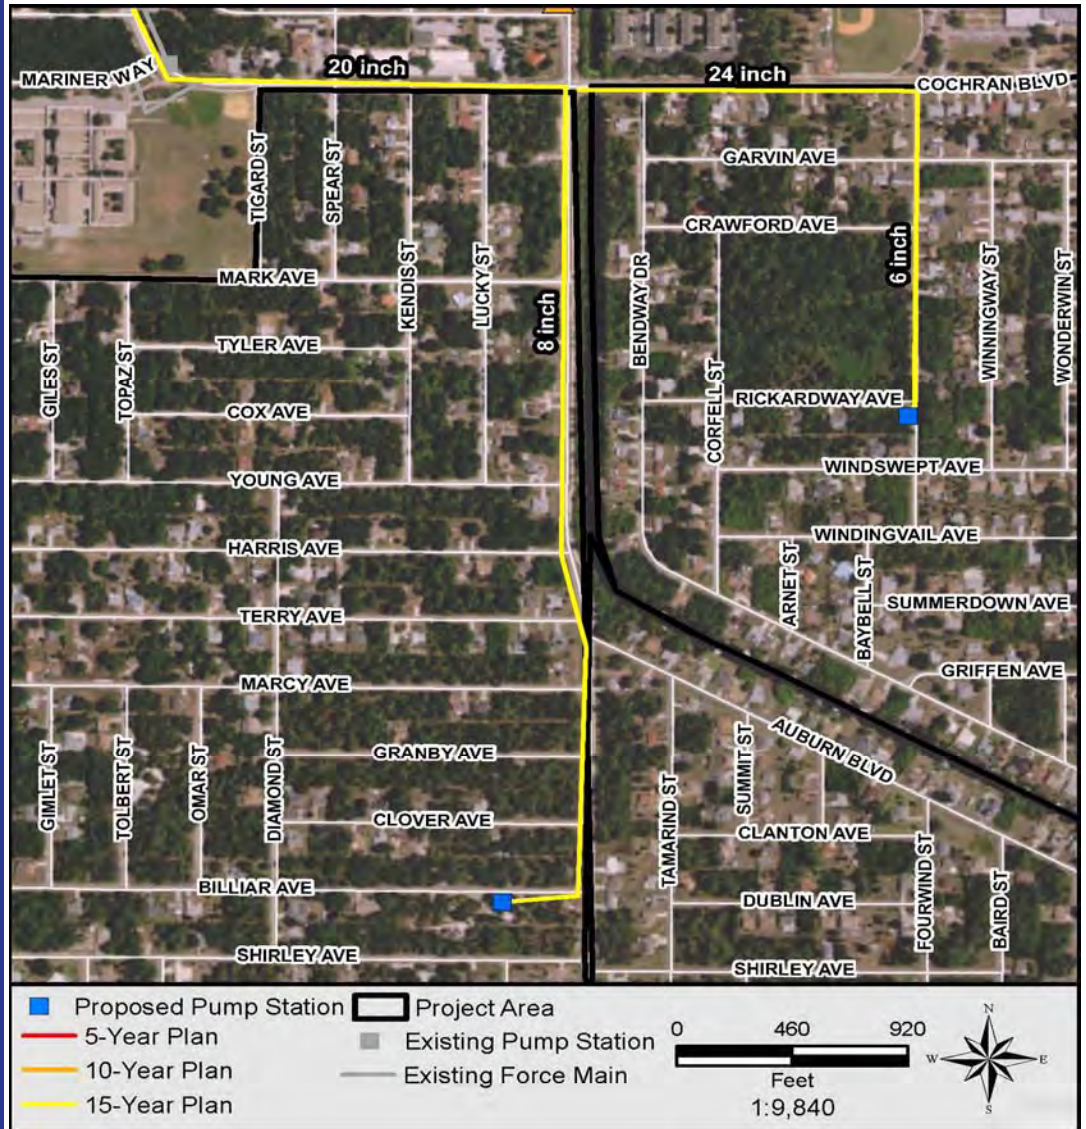 MARINER WAY
20 inch
24 inch
COCHRAN BLVD
TIGARD ST
SPEAR ST
GARVIN AVE
CRAWFORD AVE
6 inch
MARK AVE
KENDIS ST
LUCKY ST
8 inch
BENDWAY DR
WINNINGWAY ST
WONDERWIN ST
GILES ST
TOPAZ ST
TYLER AVE
COX AVE
CORFELL ST
RICKARDWAY AVE
YOUNG AVE
WINDSWEPT AVE
HARRIS AVE
WINDINGVAIL AVE
ARNET ST
BAYBELL ST
TERRY AVE
SUMMERDOWN AVE
MARCY AVE
GRIFFEN AVE
GIMLET ST
TOLBERT ST
OMAR ST
DIAMOND ST
GRANBY AVE
TAMARIND ST
SUMMIT ST
AUBURN BLVD
CLOVER AVE
CLANTON AVE
FOURWIND ST
BAIRD ST
BILLIAR AVE
DUBLIN AVE
SHIRLEY AVE
SHIRLEY AVE
Proposed Pump Station
5-Year Plan
10-Year Plan
15-Year Plan
Project Area
Existing Pump Station
Existing Force Main
0 460 920
Feet
1:9,840
N
W E
S